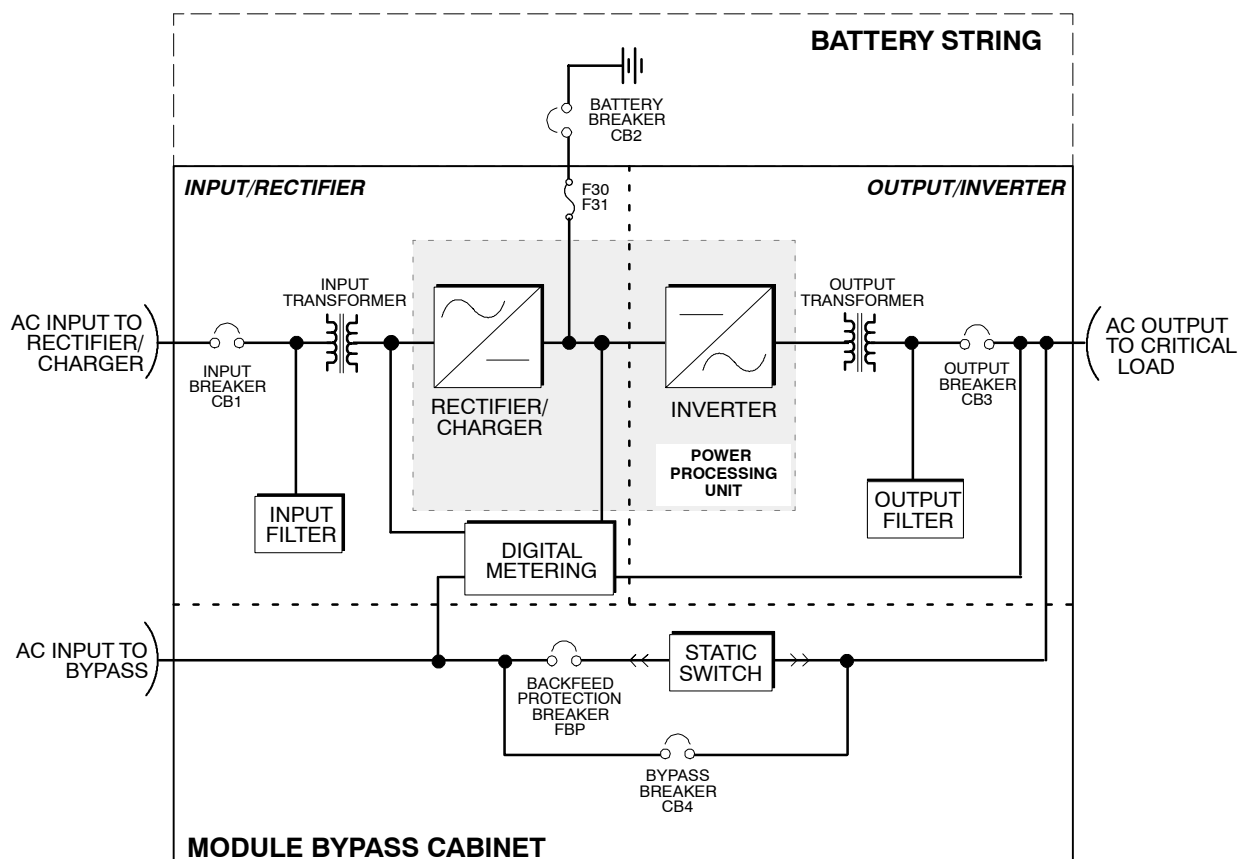 BATTERY STRING
BATTERY
BREAKER
CB2
INPUT/RECTIFIER
OUTPUT/INVERTER
F30
F31
INPUT
TRANSFORMER
OUTPUT
TRANSFORMER
AC INPUT TO
RECTIFIER/
CHARGER
AC OUTPUT
TO CRITICAL
LOAD
INPUT
BREAKER
CB1
OUTPUT
BREAKER
CB3
RECTIFIER/
CHARGER
INVERTER
POWER
PROCESSING
UNIT
INPUT
FILTER
OUTPUT
FILTER
DIGITAL
METERING
AC INPUT TO
BYPASS
STATIC
SWITCH
BACKFEED
PROTECTION
BREAKER
FBP
BYPASS
BREAKER
CB4
MODULE BYPASS CABINET